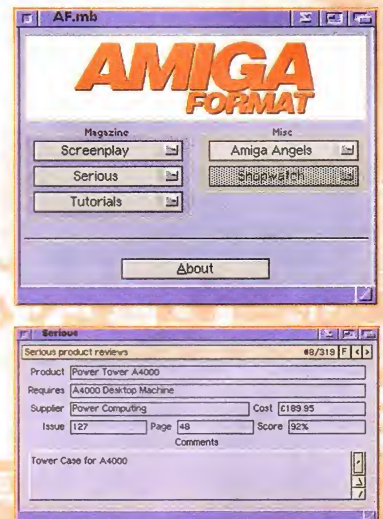 AF.mb
AMIGA
FORMAT
Magazine
Misc
Screenplay
Amiga Angels
Serious
Shopwatch
Tutorials
About
Serious
Serious product reviews
#8/319 F < >
Product Power Tower A4000
Requires A4000 Desktop Machine
Supplier Power Computing Cost £189.95
Issue 127 Page 48 Score 92%
Comments
Tower Case for A4000